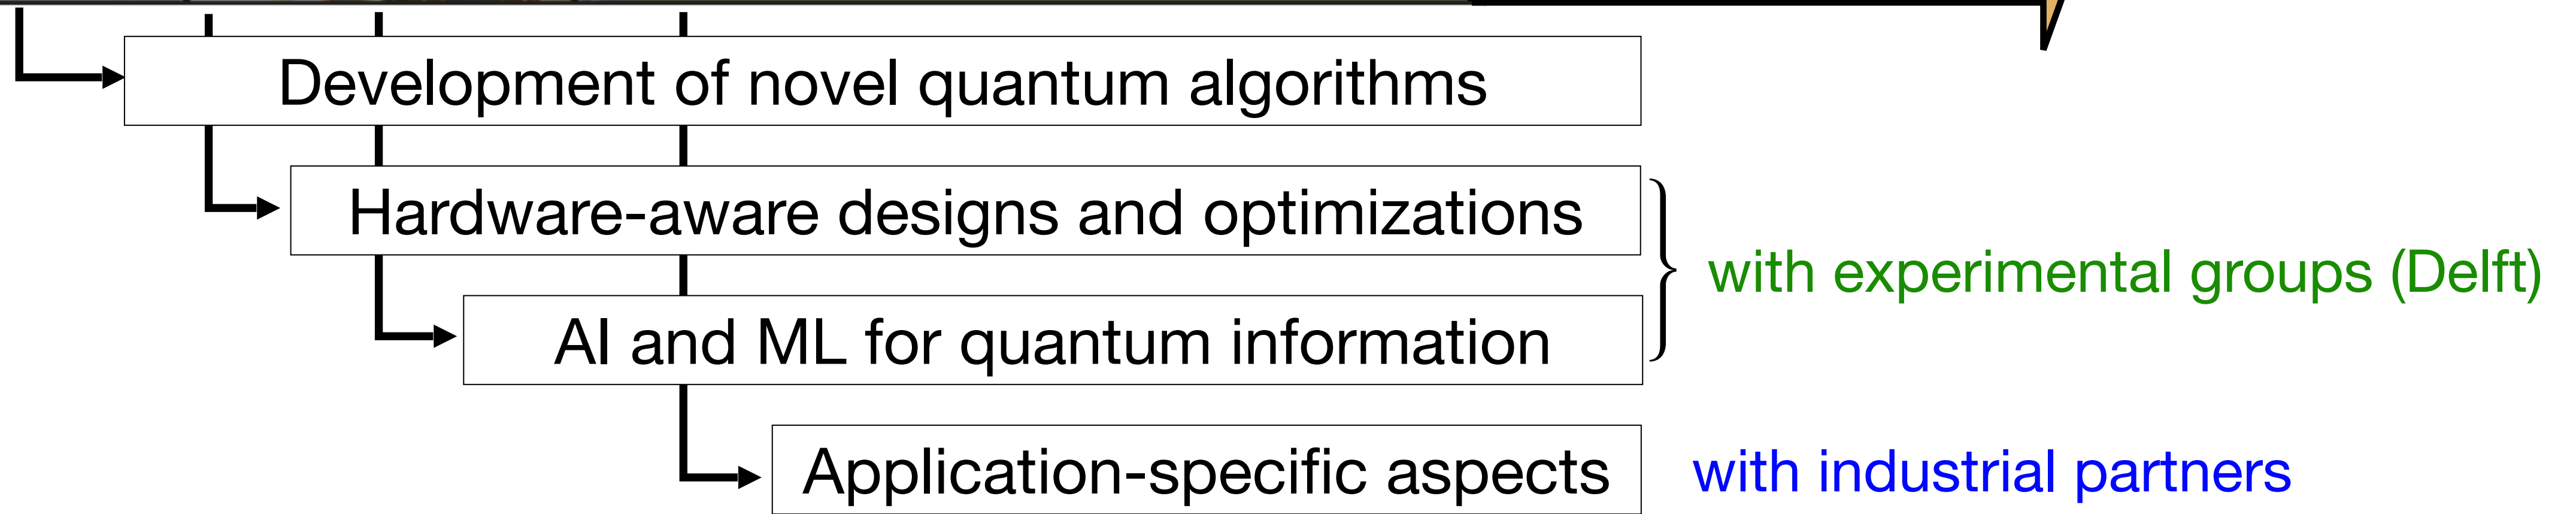 Development of novel quantum algorithms
Hardware-aware designs and optimizations
with experimental groups (Delft)
AI and ML for quantum information
Application-specific aspects
with industrial partners